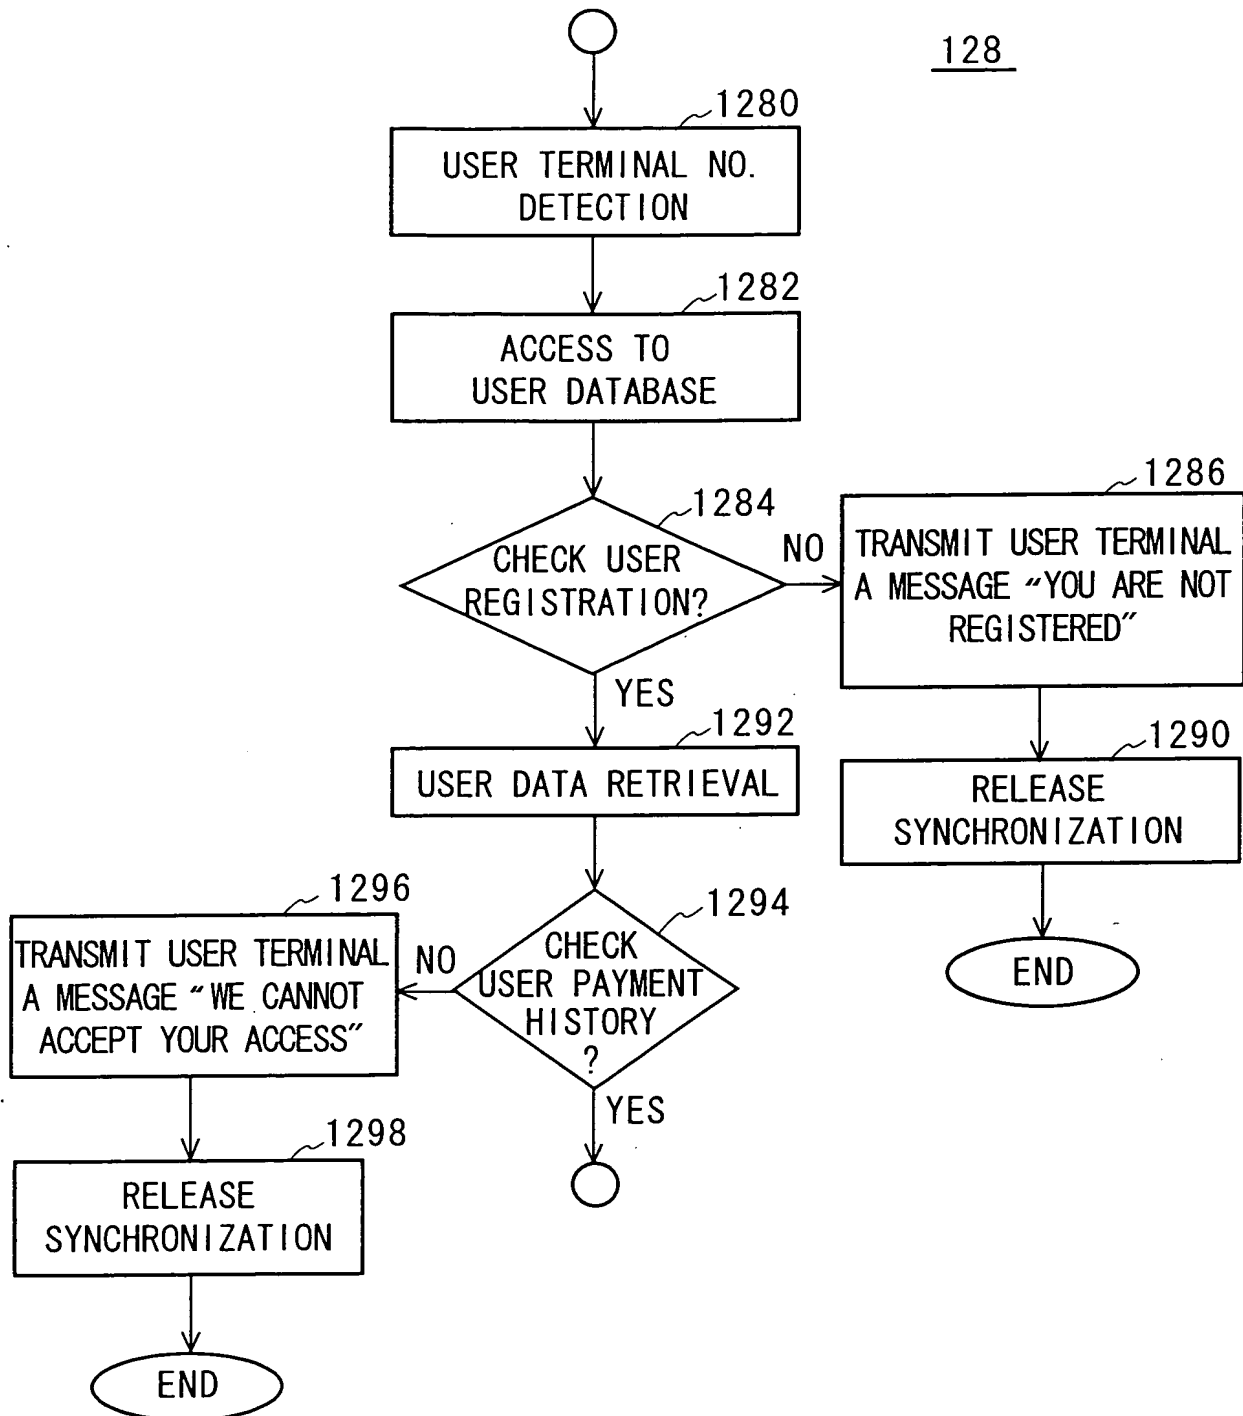 128
1280
USER TERMINAL NO.
DETECTION
1282
ACCESS TO
USER DATABASE
1284
CHECK USER
REGISTRATION?
NO
1286
TRANSMIT USER TERMINAL
A MESSAGE "YOU ARE NOT
REGISTERED"
YES
1290
RELEASE
SYNCHRONIZATION
END
1292
USER DATA RETRIEVAL
1294
CHECK
USER PAYMENT
HISTORY
?
NO
1296
TRANSMIT USER TERMINAL
A MESSAGE "WE CANNOT
ACCEPT YOUR ACCESS"
YES
1298
RELEASE
SYNCHRONIZATION
END